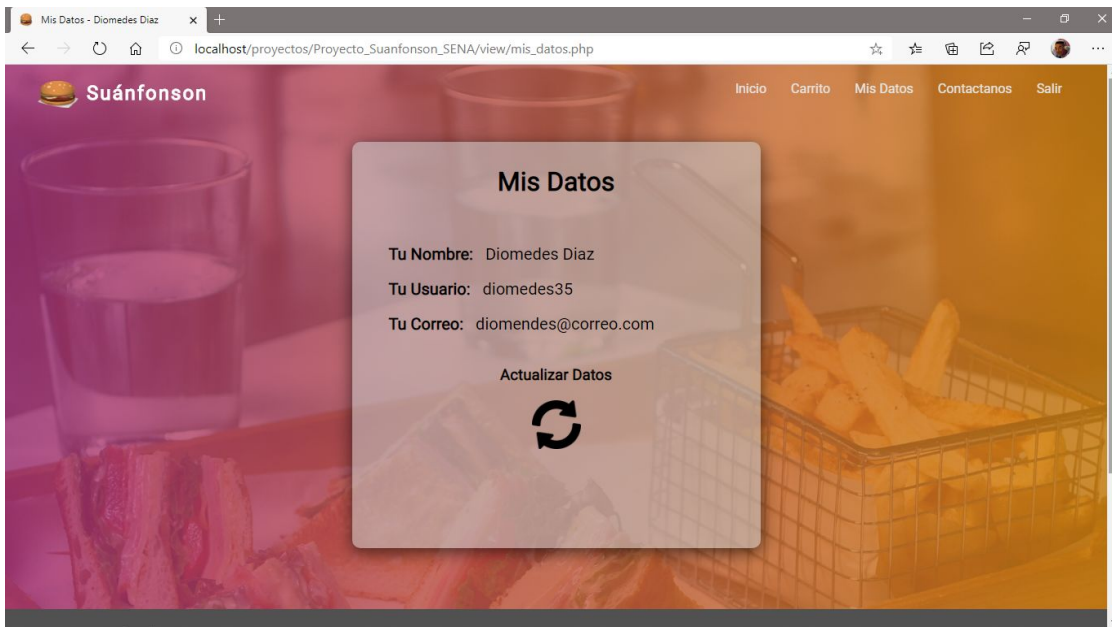 Mis Datos - Diomedes Diaz
localhost/proyectos/Proyecto_Suanfonson_SENA/view/mis_datos.php
Suánfonson
Inicio Carrito Mis Datos Contactanos Salir
Mis Datos
Tu Nombre: Diomedes Diaz
Tu Usuario: diomedes35
Tu Correo: diomendes@correo.com
Actualizar Datos